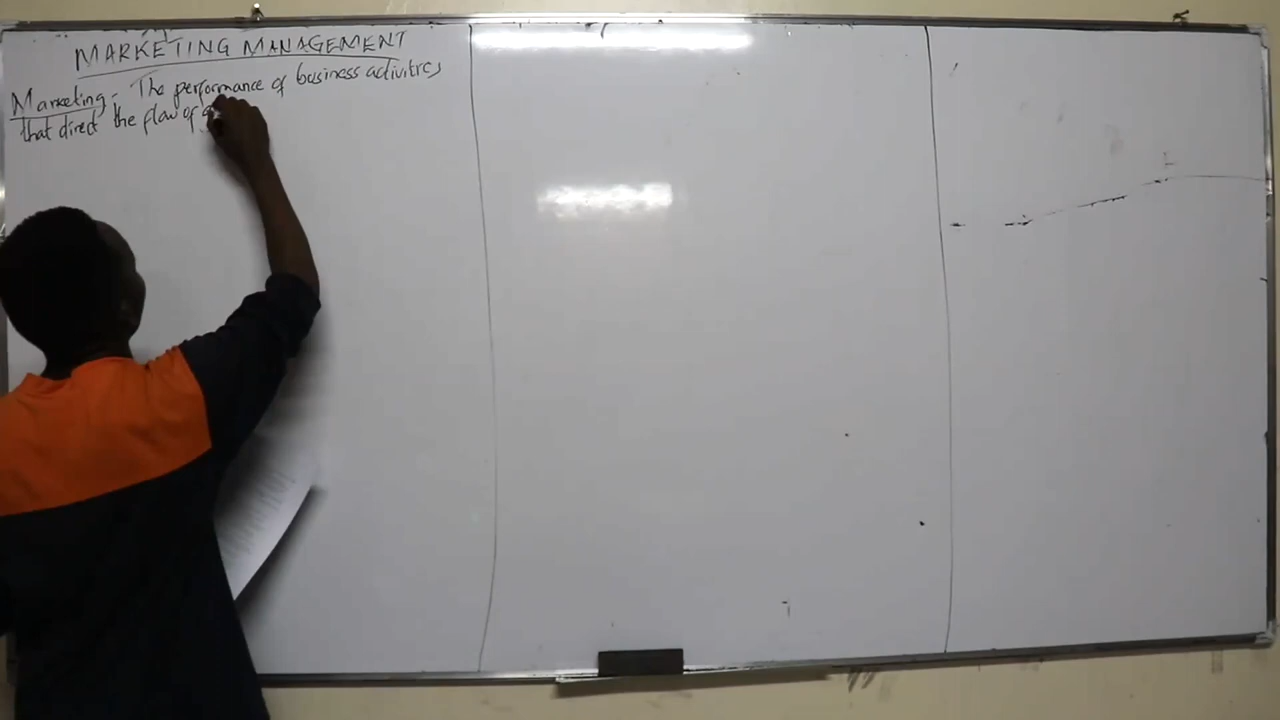 MARKETING MANAGEMENT
Marketing - The performance of business activities
that direct the flow of g